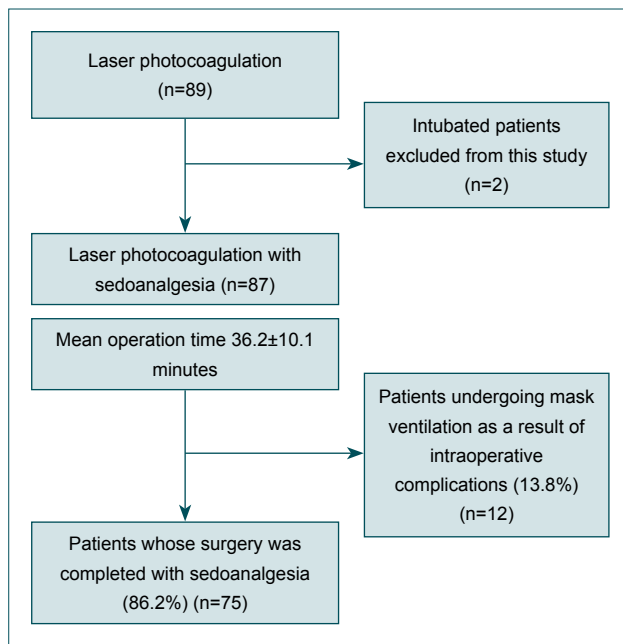 Laser photocoagulation
(n=89)
Intubated patients
excluded from this study
(n=2)
Laser photocoagulation with
sedoanalgesia (n=87)
Mean operation time 36.2±10.1
minutes
Patients undergoing mask
ventilation as a result of
intraoperative
complications (13.8%)
(n=12)
Patients whose surgery was
completed with sedoanalgesia
(86.2%) (n=75)